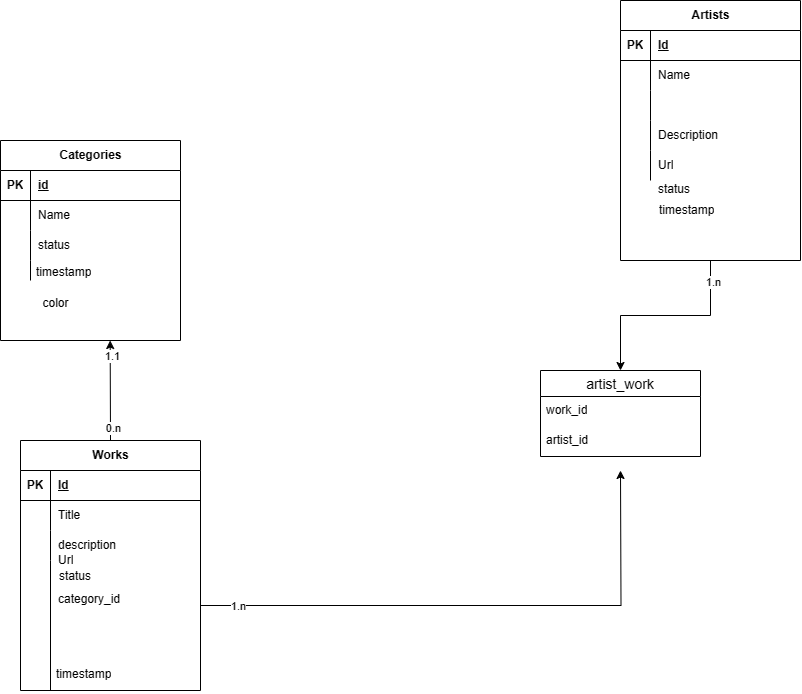 Artists
PK Id
Name
Description
Url
status
timestamp
1.n
Categories
PK id
Name
status
timestamp
color
1.1
0.n
artist_work
work_id
artist_id
Works
PK Id
Title
description
Url
status
category_id
timestamp
1.n